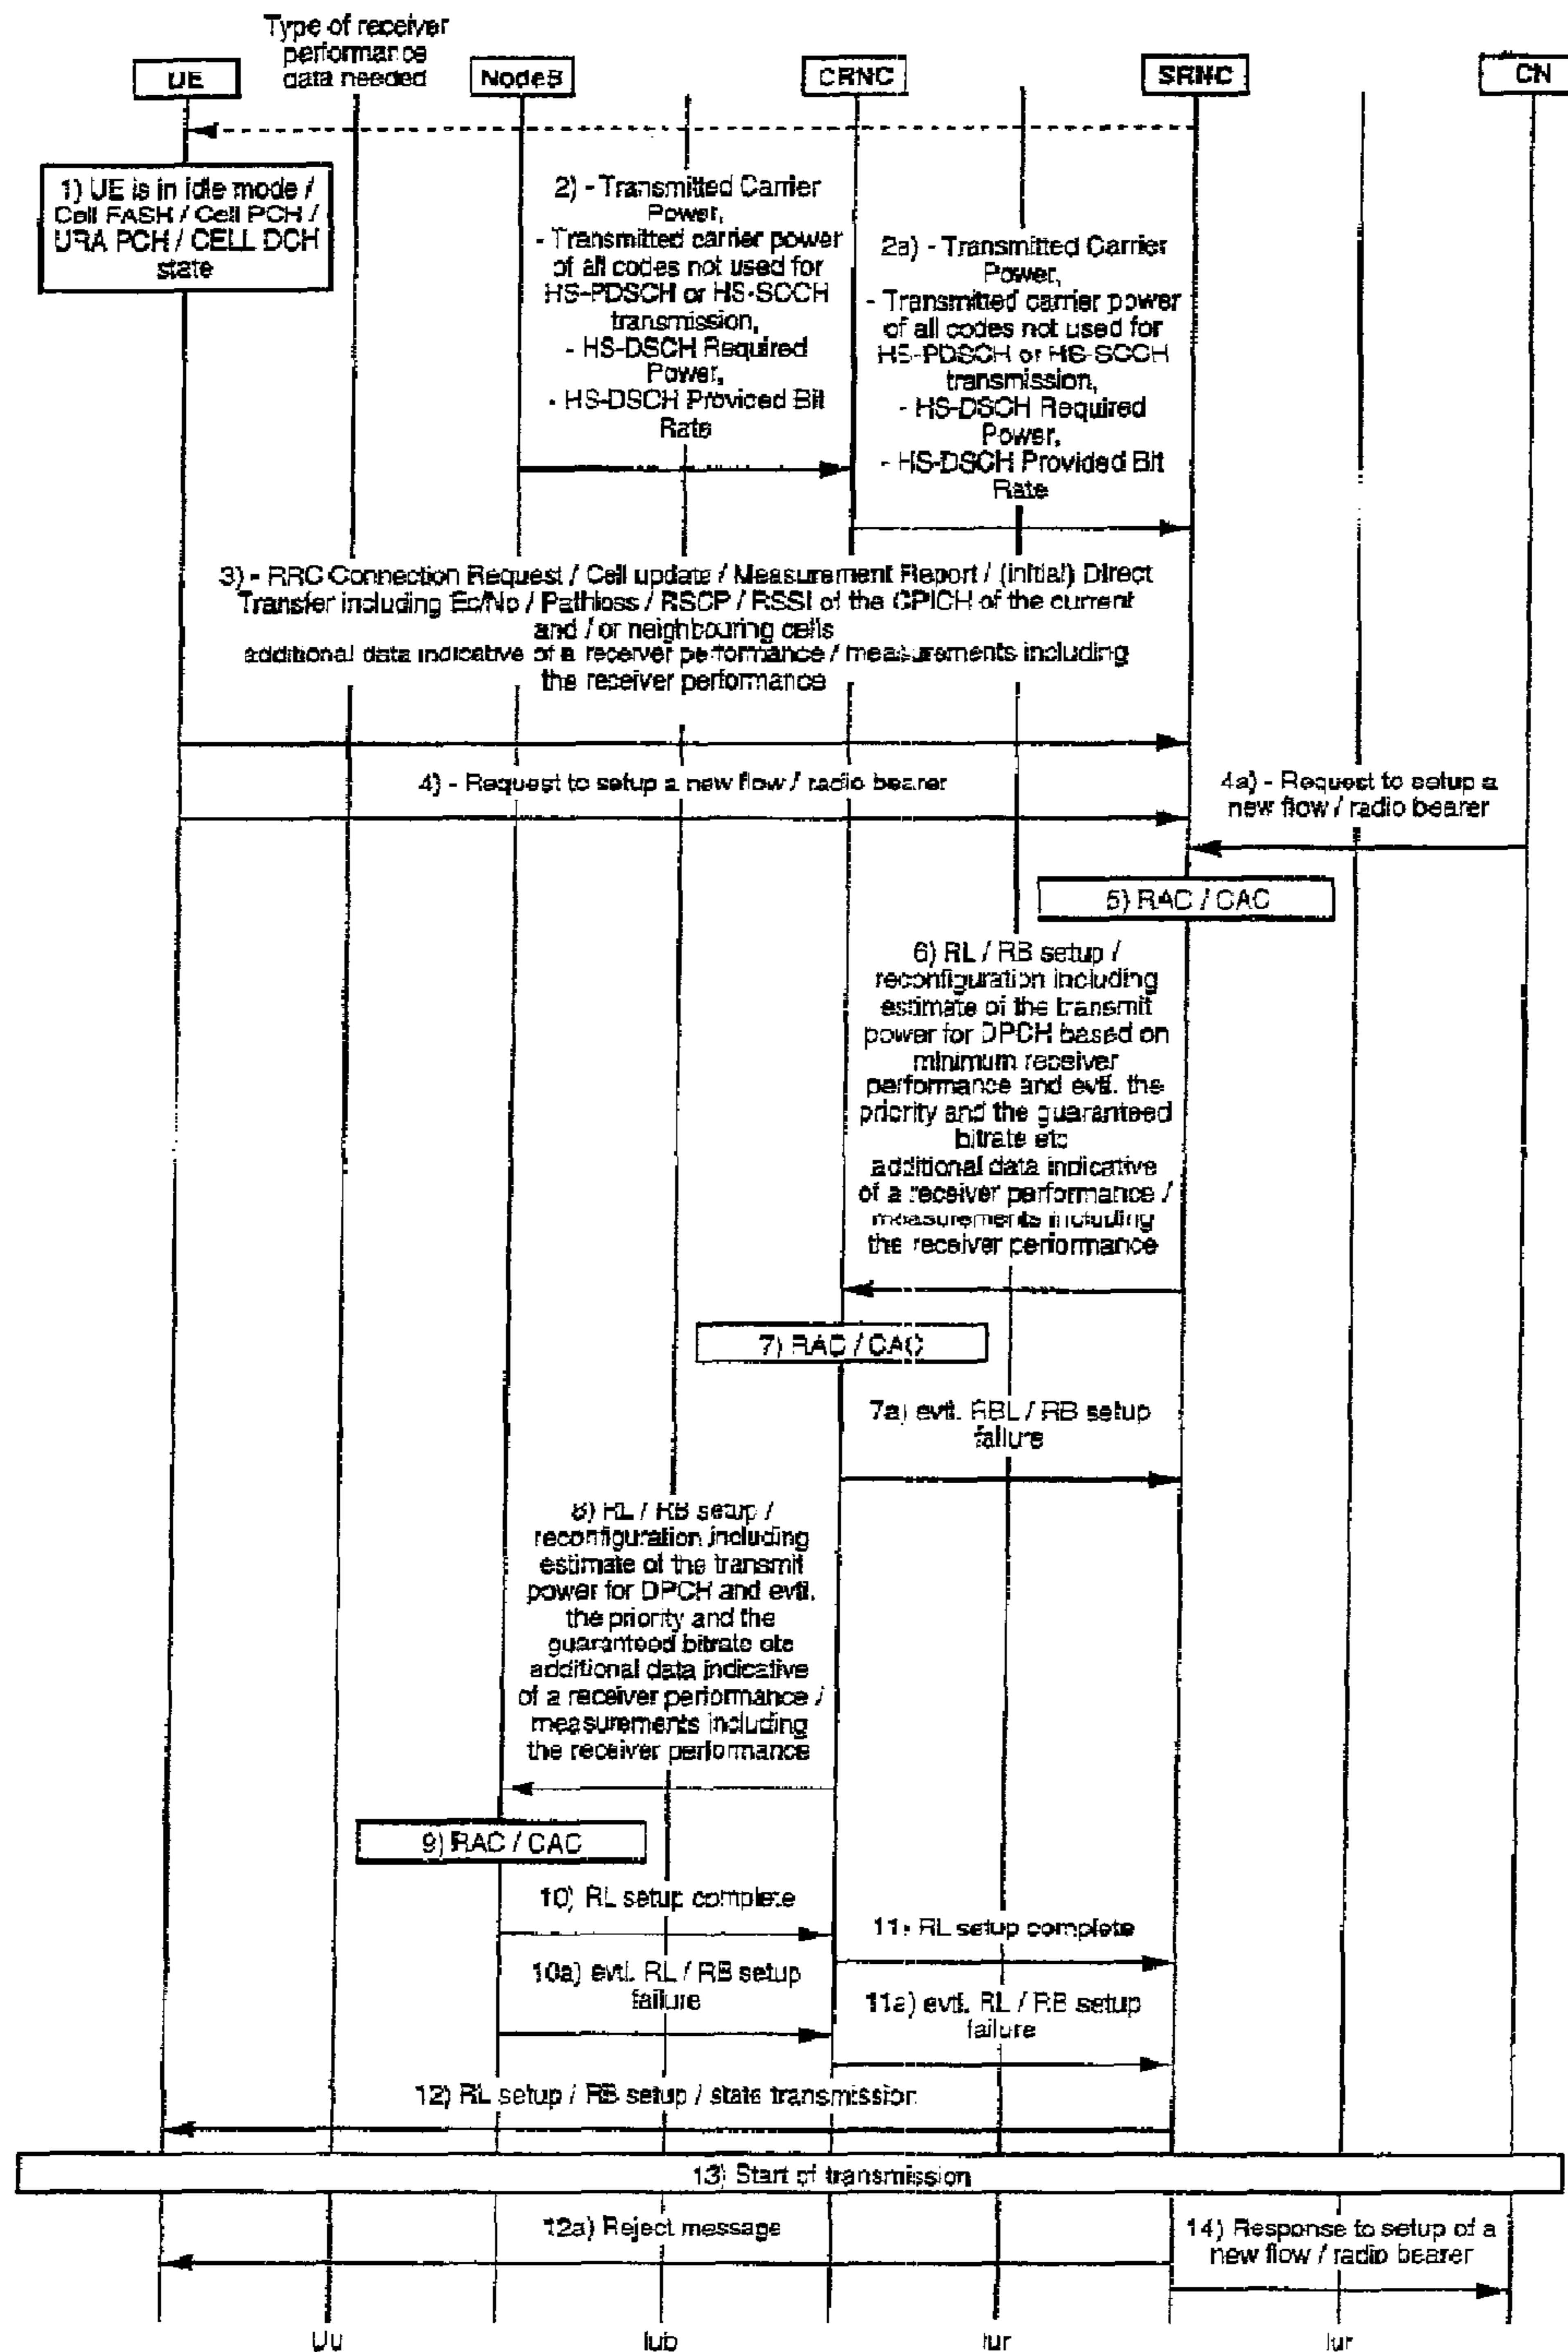 Type of receiver
performance
data needed
UE
NodeB
CRNC
SRNC
CN
1) UE is in idle mode /
Cell FASH / Cell PCH /
URA PCH / CELL DCH
state
2) - Transmitted Carrier
Power,
- Transmitted carrier power
of all codes not used for
HS-PDSCH or HS-SCCH
transmission,
- HS-DSCH Required
Power,
- HS-DSCH Provided Bit
Rate
2a) - Transmitted Carrier
Power,
- Transmitted carrier power
of all codes not used for
HS-PDSCH or HS-SCCH
transmission,
- HS-DSCH Required
Power,
- HS-DSCH Provided Bit
Rate
3) - RRC Connection Request / Cell update / Measurement Report / (initial) Direct
Transfer including Ec/No / Pathloss / RSCP / RSSI of the CPICH of the current
and / or neighbouring cells
additional data indicative of a receiver performance / measurements including
the receiver performance
4) - Request to setup a new flow / radio bearer
4a) - Request to setup a
new flow / radio bearer
5) RAC / CAC
6) RL / RB setup /
reconfiguration including
estimate of the transmit
power for DPCH based on
minimum receiver
performance and evtl. the
priority and the guaranteed
bitrate etc
additional data indicative
of a receiver performance /
measurements including
the receiver performance
7) RAC / CAC
7a) evtl. RBL / RB setup
failure
8) RL / RB setup /
reconfiguration including
estimate of the transmit
power for DPCH and evtl.
the priority and the
guaranteed bitrate etc
additional data indicative
of a receiver performance /
measurements including
the receiver performance
9) RAC / CAC
10) RL setup complete
11) RL setup complete
10a) evtl. RL / RB setup
failure
11a) evtl. RL / RB setup
failure
12) RL setup / RB setup / state transmission
13) Start of transmission
12a) Reject message
14) Response to setup of a
new flow / radio bearer
Uu
Iub
Iur
Iur